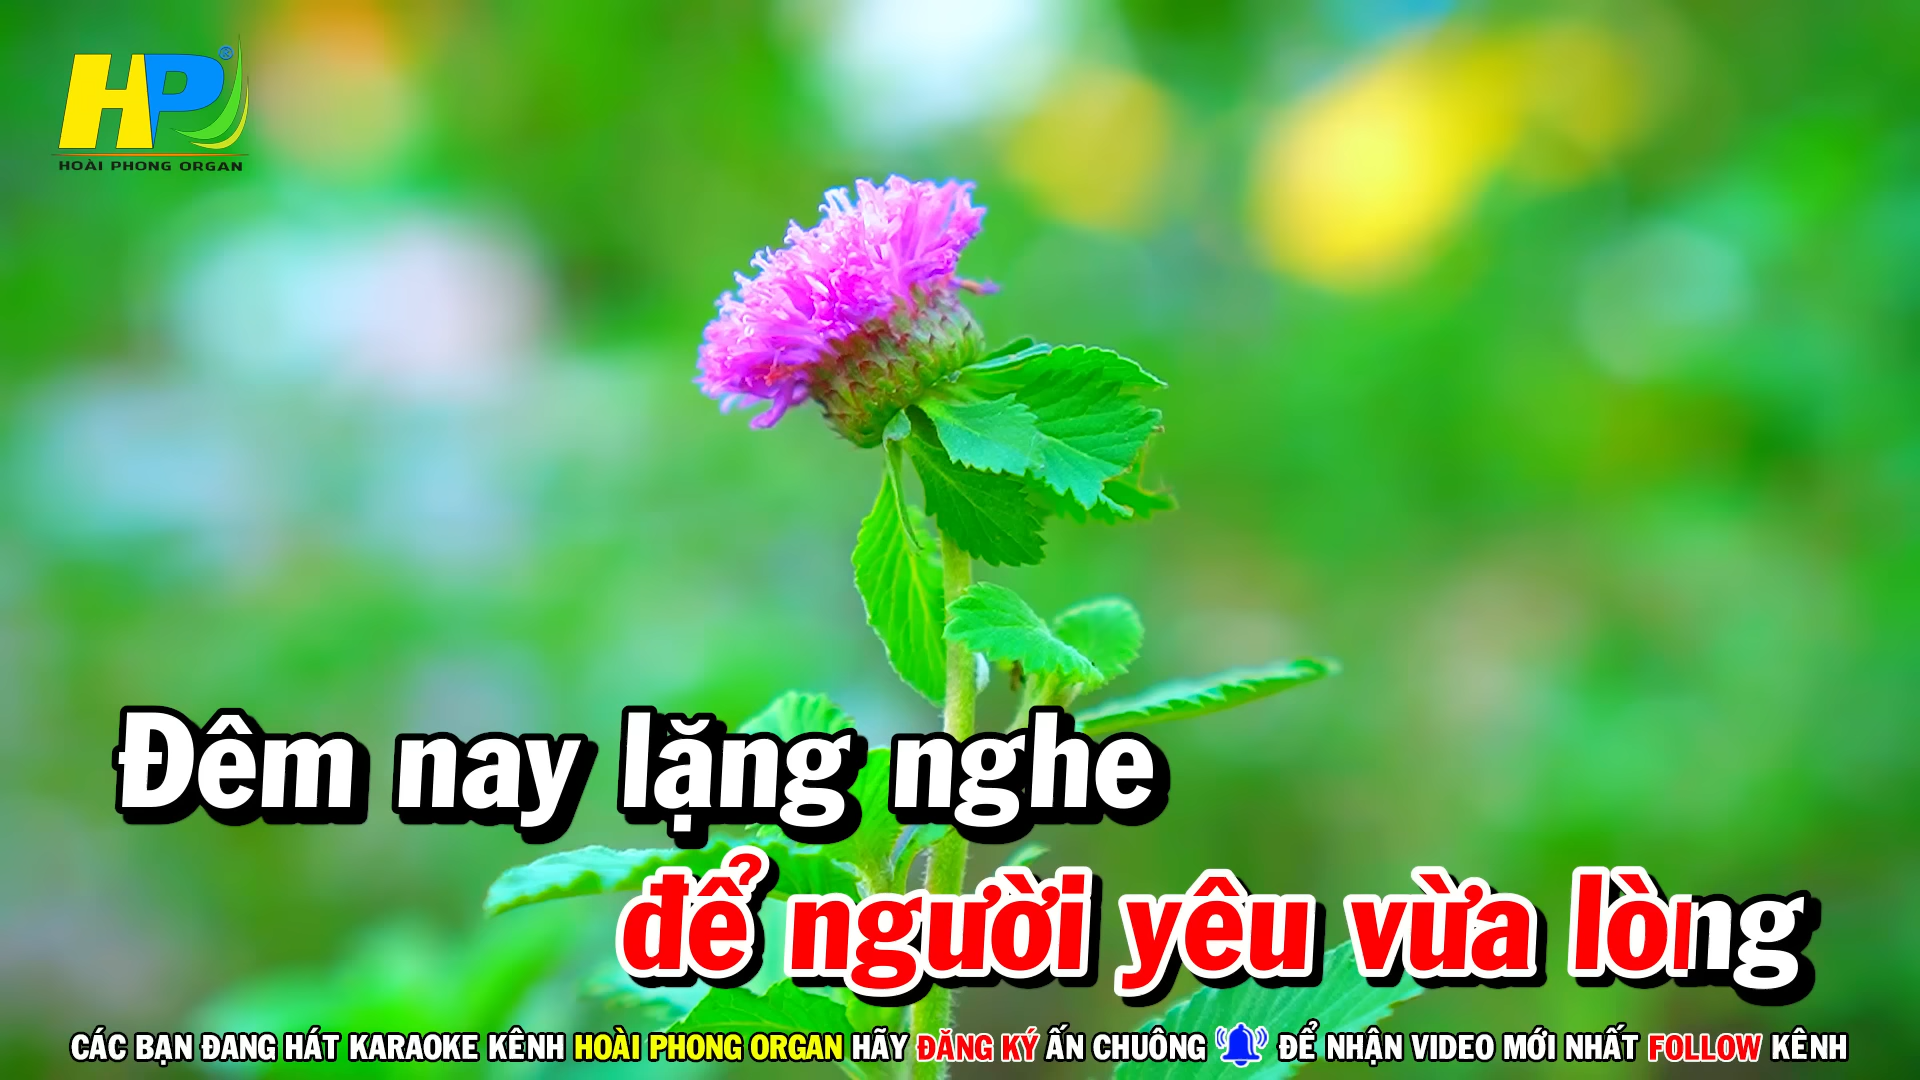 HP®
HOÀI PHONG ORGAN
Đêm nay lặng nghe
để người yêu vừa lòng
CÁC BẠN ĐANG HÁT KARAOKE KÊNH HOÀI PHONG ORGAN HÃY ĐĂNG KÝ ẤN CHUÔNG ĐỂ NHẬN VIDEO MỚI NHẤT FOLLOW KÊNH